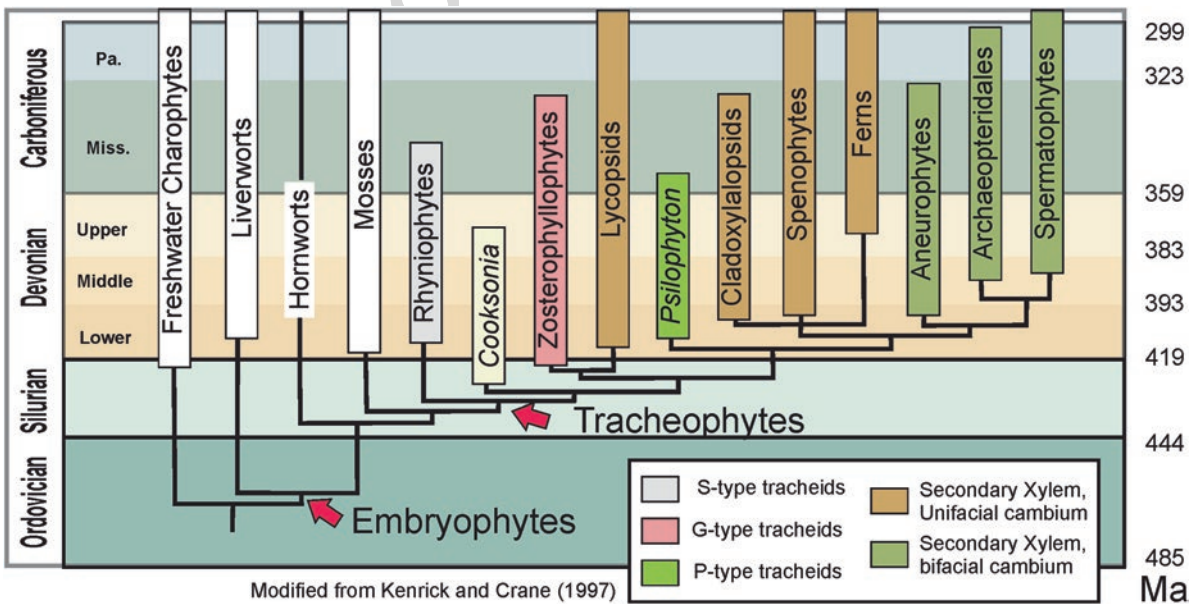 Carboniferous
Pa.
Miss.
Devonian
Upper
Middle
Lower
Silurian
Ordovician
Freshwater Charophytes
Liverworts
Hornworts
Mosses
Rhyniophytes
Cooksonia
Zosterophyllophytes
Lycopsids
Psilophyton
Cladoxylalopsids
Spenophytes
Ferns
Aneurophytes
Archaeopteridales
Spermatophytes
299
323
359
383
393
419
444
485
Ma
Tracheophytes
Embryophytes
S-type tracheids
G-type tracheids
P-type tracheids
Secondary Xylem,
Unifacial cambium
Secondary Xylem,
bifacial cambium
Modified from Kenrick and Crane (1997)